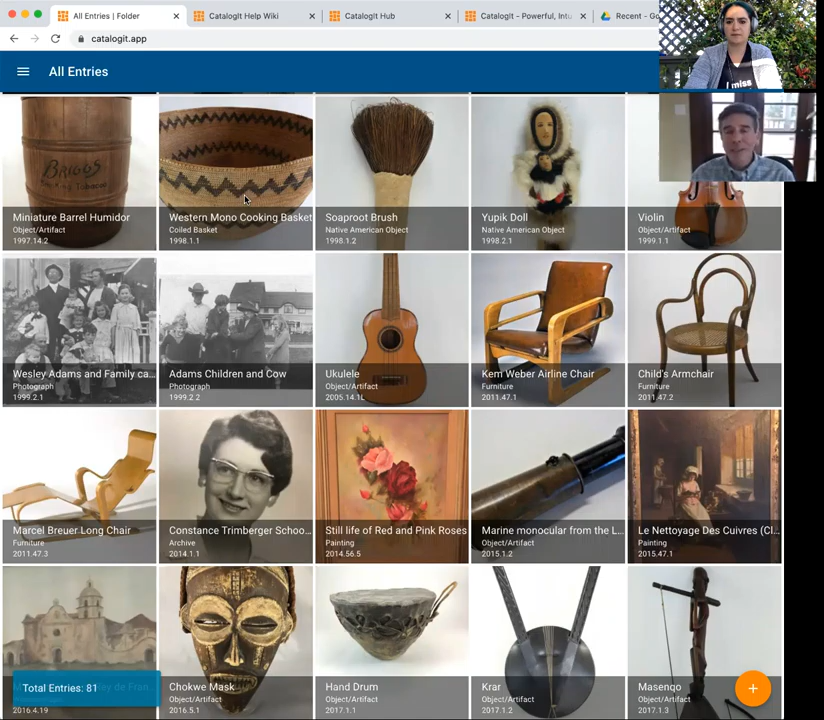 All Entries | Folder
CatalogIt Help Wiki
CatalogIt Hub
CatalogIt - Powerful, Intu
Recent - Go
catalogit.app
All Entries
I miss
BRIGGS
Tobacco
Miniature Barrel Humidor
Object/Artifact
1997.14.2
Western Mono Cooking Basket
Coiled Basket
1998.1.1
Soaproot Brush
Native American Object
1998.1.2
Yupik Doll
Native American Object
1998.2.1
Violin
Object/Artifact
1999.1.1
Wesley Adams and Family ca...
Photograph
1999.2.1
Adams Children and Cow
Photograph
1999.2.2
Ukulele
Object/Artifact
Kem Weber Airline Chair
Furniture
2011.47.1
Child's Armchair
Furniture
2011.47.2
Marcel Breuer Long Chair
Furniture
2011.47.3
Constance Trimberger Schoo...
Archive
2014.1.1
Still life of Red and Pink Roses
Painting
2014.56.5
Marine monocular from the L...
Object/Artifact
2015.1.2
Le Nettoyage Des Cuivres (Cl...
Painting
2015.47.1
Total Entries: 81
2016.4.19
Chokwe Mask
Object/Artifact
2016.5.1
Hand Drum
Object/Artifact
2017.1.1
Krar
Object/Artifact
2017.1.2
Masenqo
Object/Artifact
2017.1.3